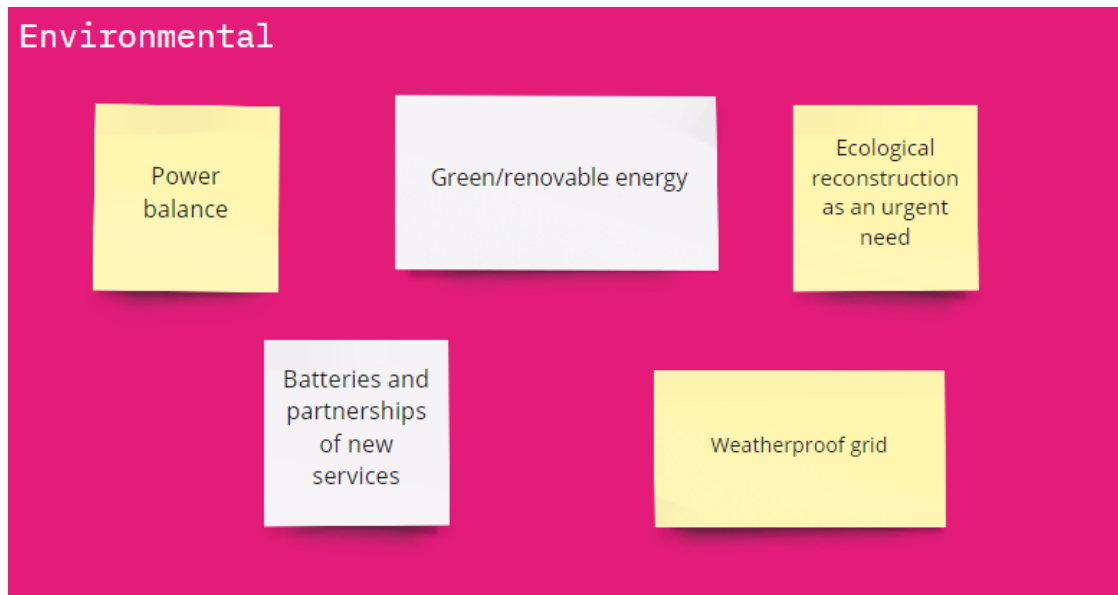 Environmental
Power
balance
Green/renovable energy
Ecological
reconstruction
as an urgent
need
Batteries and
partnerships
of new
services
Weatherproof grid